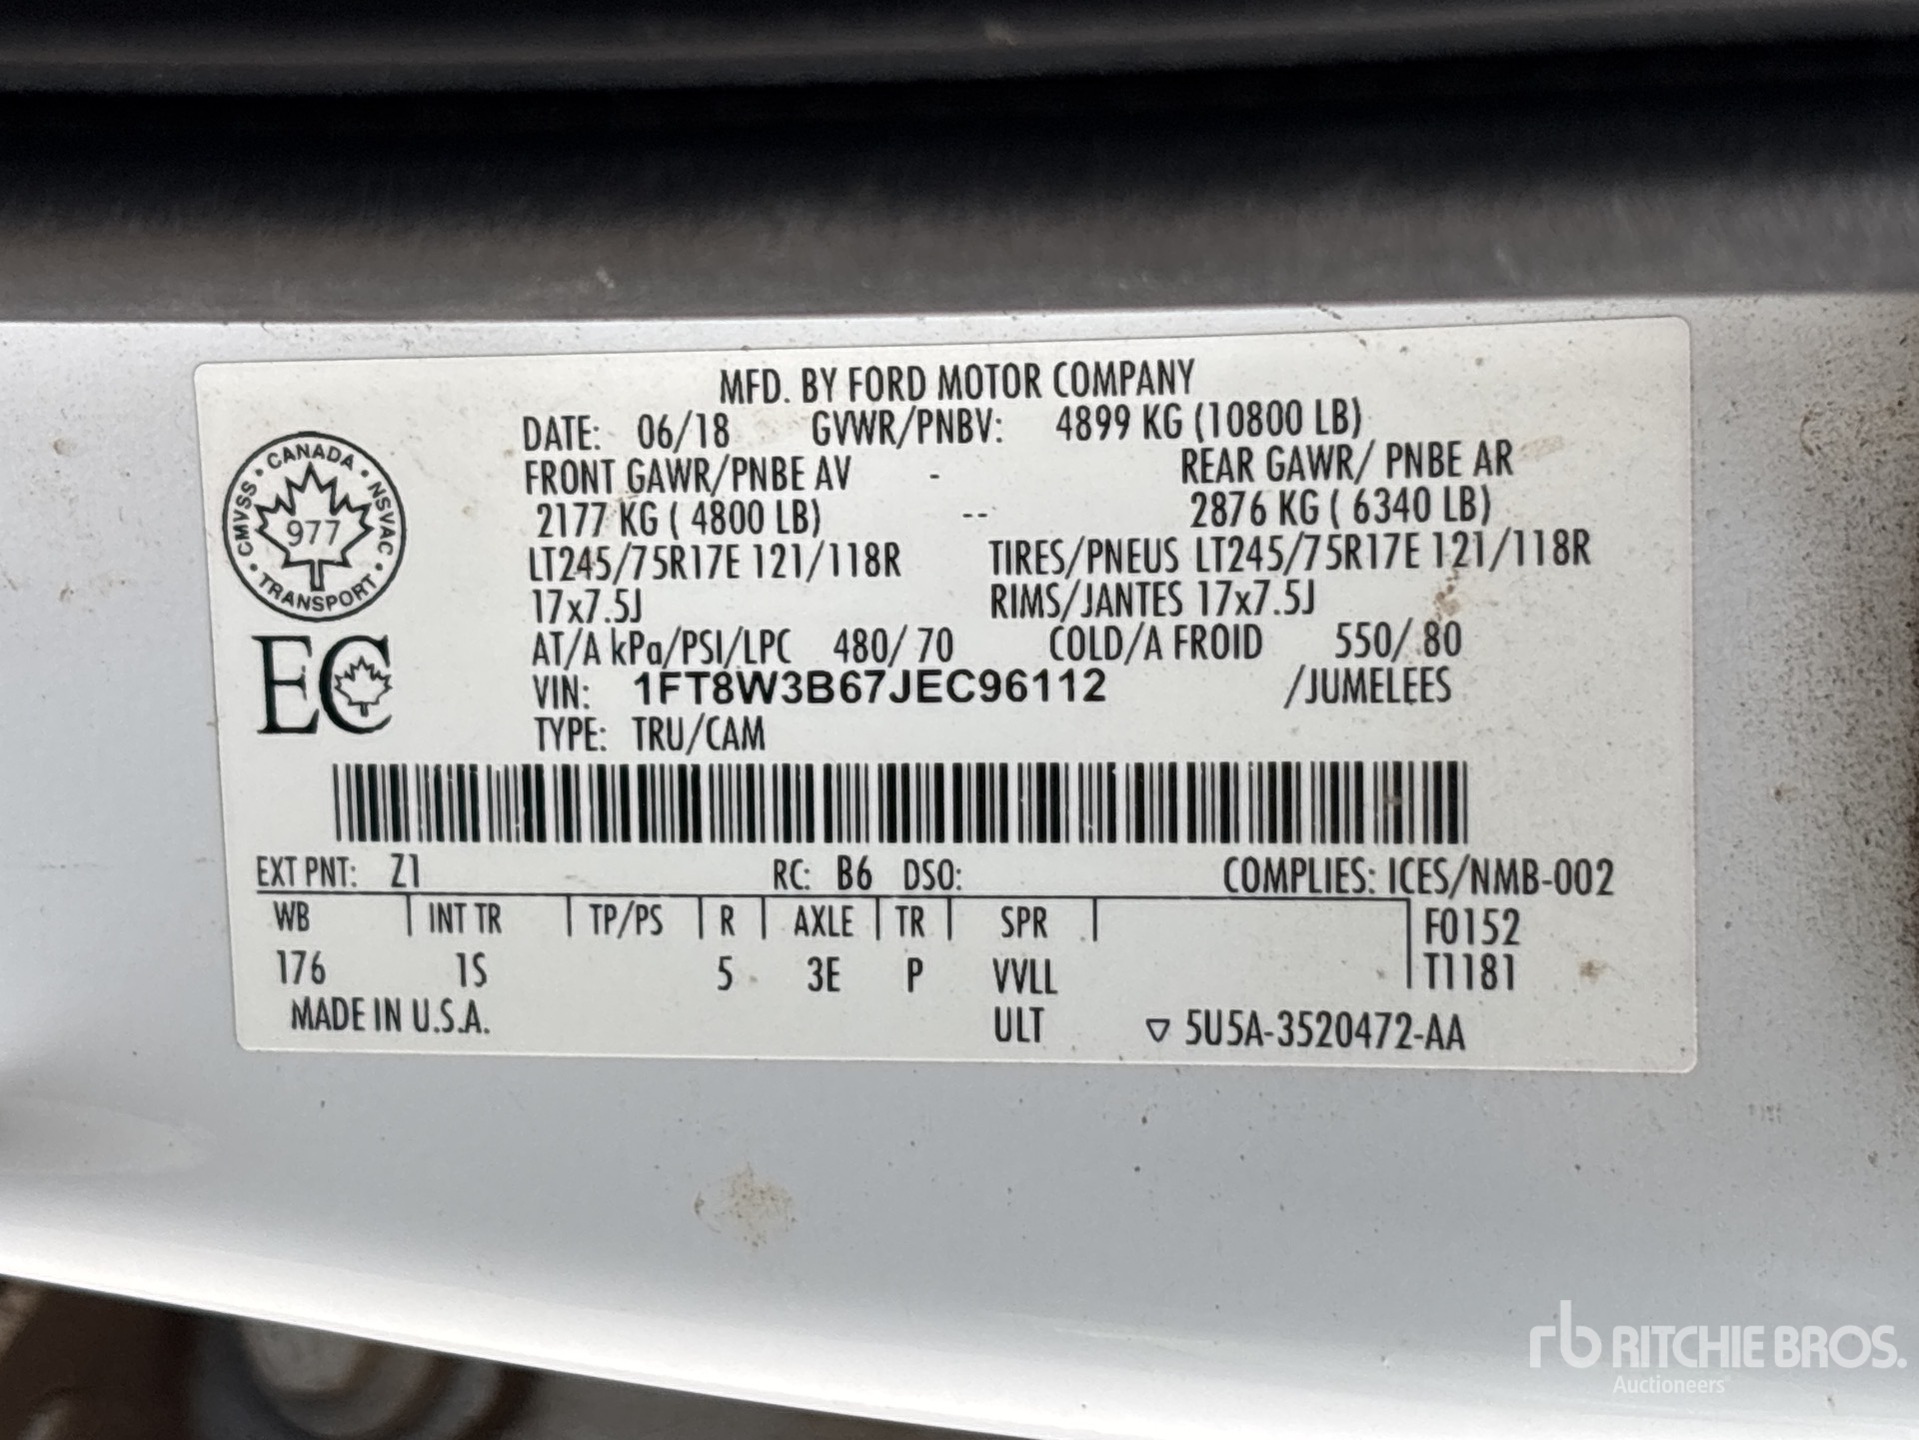 MFD. BY FORD MOTOR COMPANY
DATE: 06/18 GVWR/PNBV: 4899 KG (10800 LB)
FRONT GAWR/PNBE AV - REAR GAWR/ PNBE AR
2177 KG ( 4800 LB) -- 2876 KG ( 6340 LB)
LT245/75R17E 121/118R TIRES/PNEUS LT245/75R17E 121/118R
17x7.5J RIMS/JANTES 17x7.5J
AT/A kPa/PSI/LPC 480/ 70 COLD/A FROID 550/ 80
VIN: 1FT8W3B67JEC96112 /JUMELEES
TYPE: TRU/CAM
CMVSS • CANADA • NSVAC • TRANSPORT •
977
EC
EXT PNT: Z1 RC: B6 DSO: COMPLIES: ICES/NMB-002
WB INT TR TP/PS R AXLE TR SPR F0152
176 1S 5 3E P VVLL T1181
MADE IN U.S.A. ULT ▽ 5U5A-3520472-AA
rb RITCHIE BROS.
Auctioneers